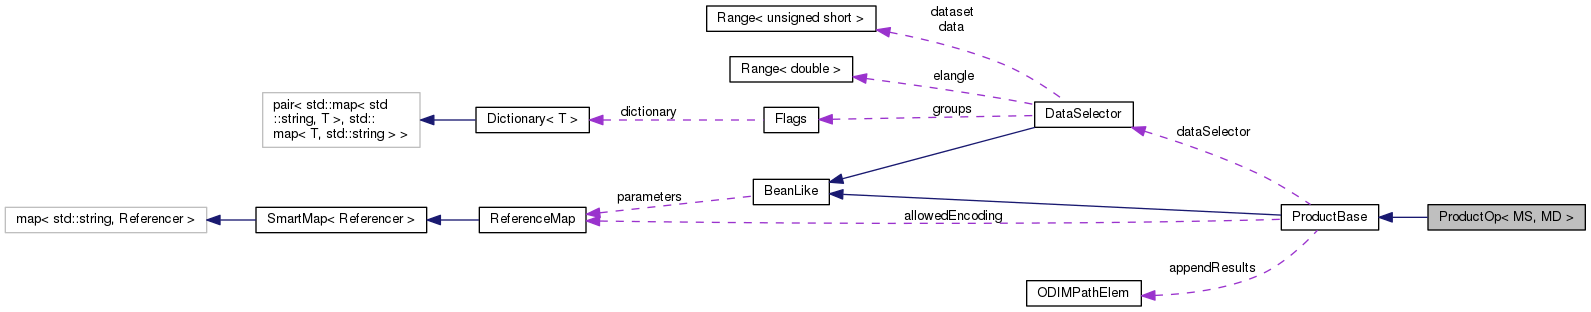 Range< unsigned short >
dataset
data
Range< double >
elangle
pair< std::map< std
::string, T >, std::
map< T, std::string > >
Dictionary< T >
dictionary
Flags
groups
DataSelector
dataSelector
BeanLike
parameters
map< std::string, Referencer >
SmartMap< Referencer >
ReferenceMap
allowedEncoding
ProductBase
ProductOp< MS, MD >
appendResults
ODIMPathElem